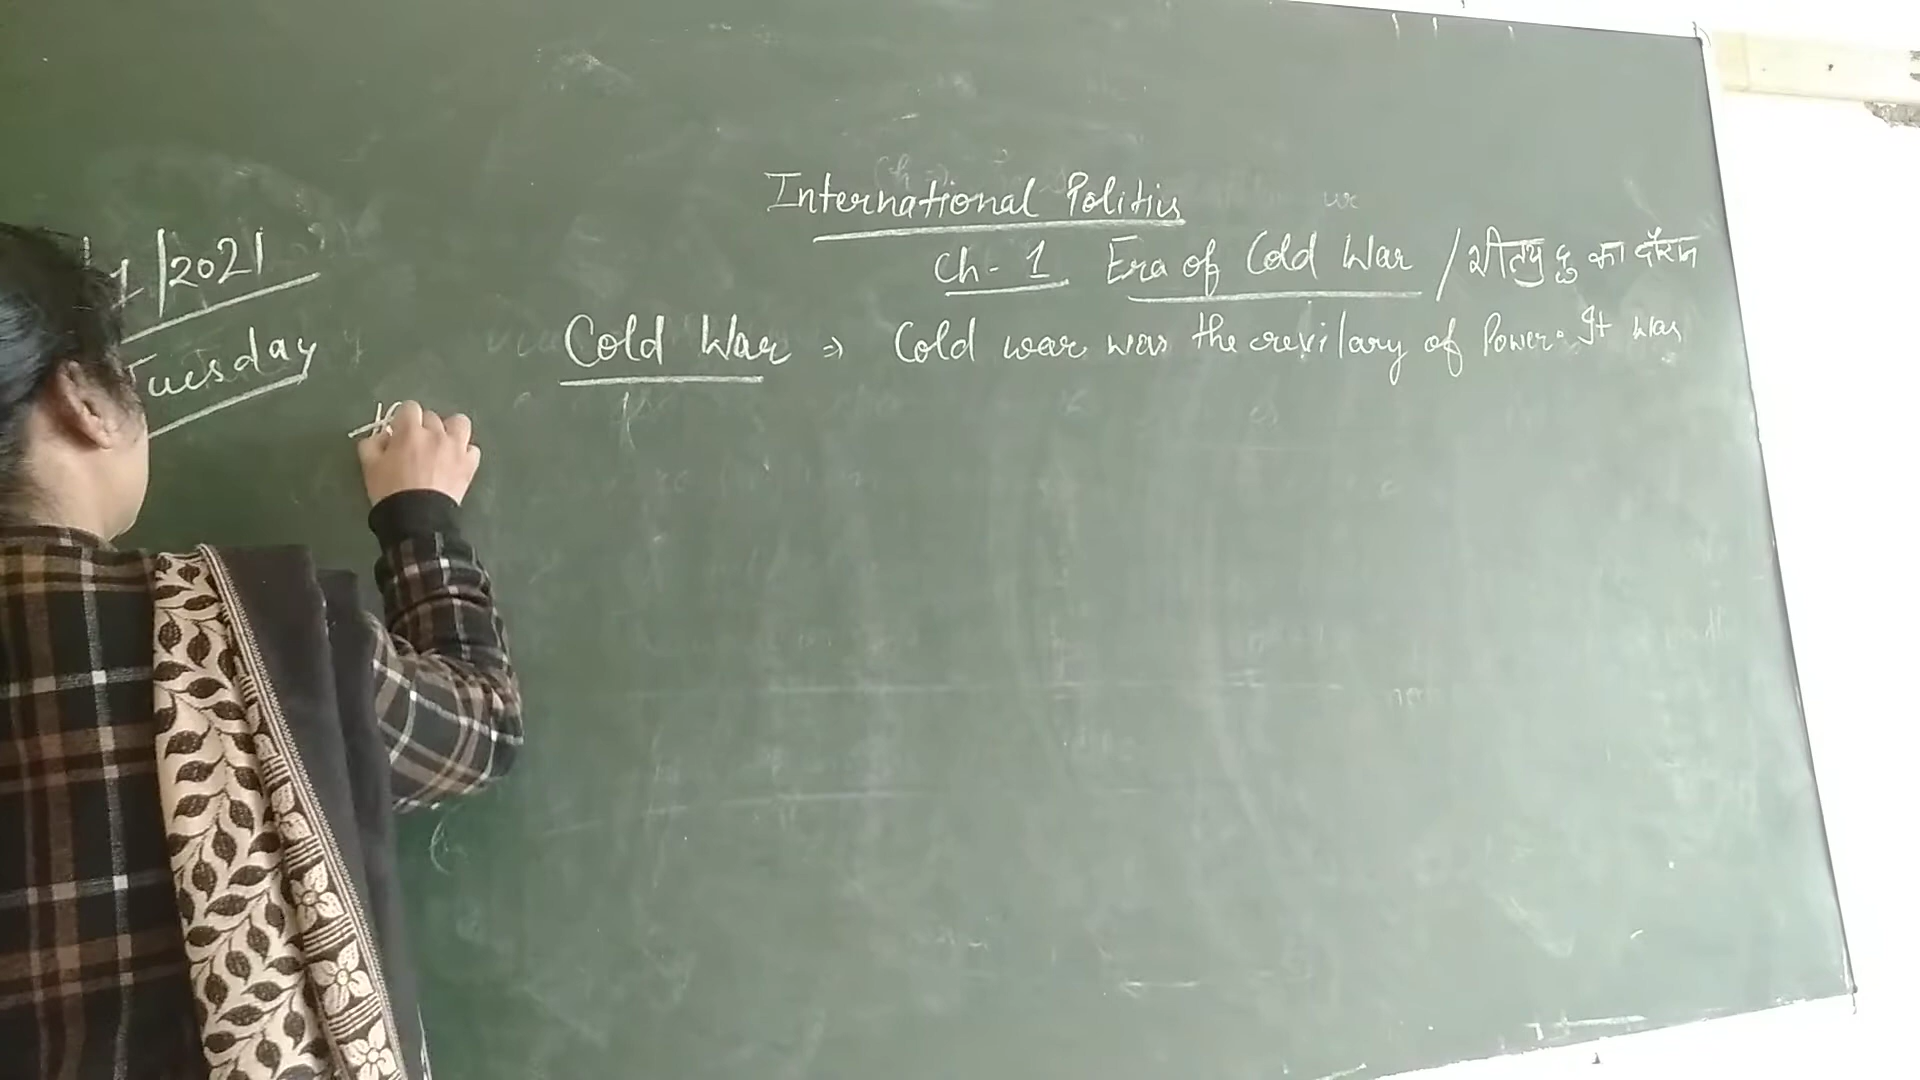 International Politics
1/2021
Ch-1 Era of Cold War / शीतयुद्ध का दौर
Tuesday
Cold War ⇒ Cold war was the of Power. It was